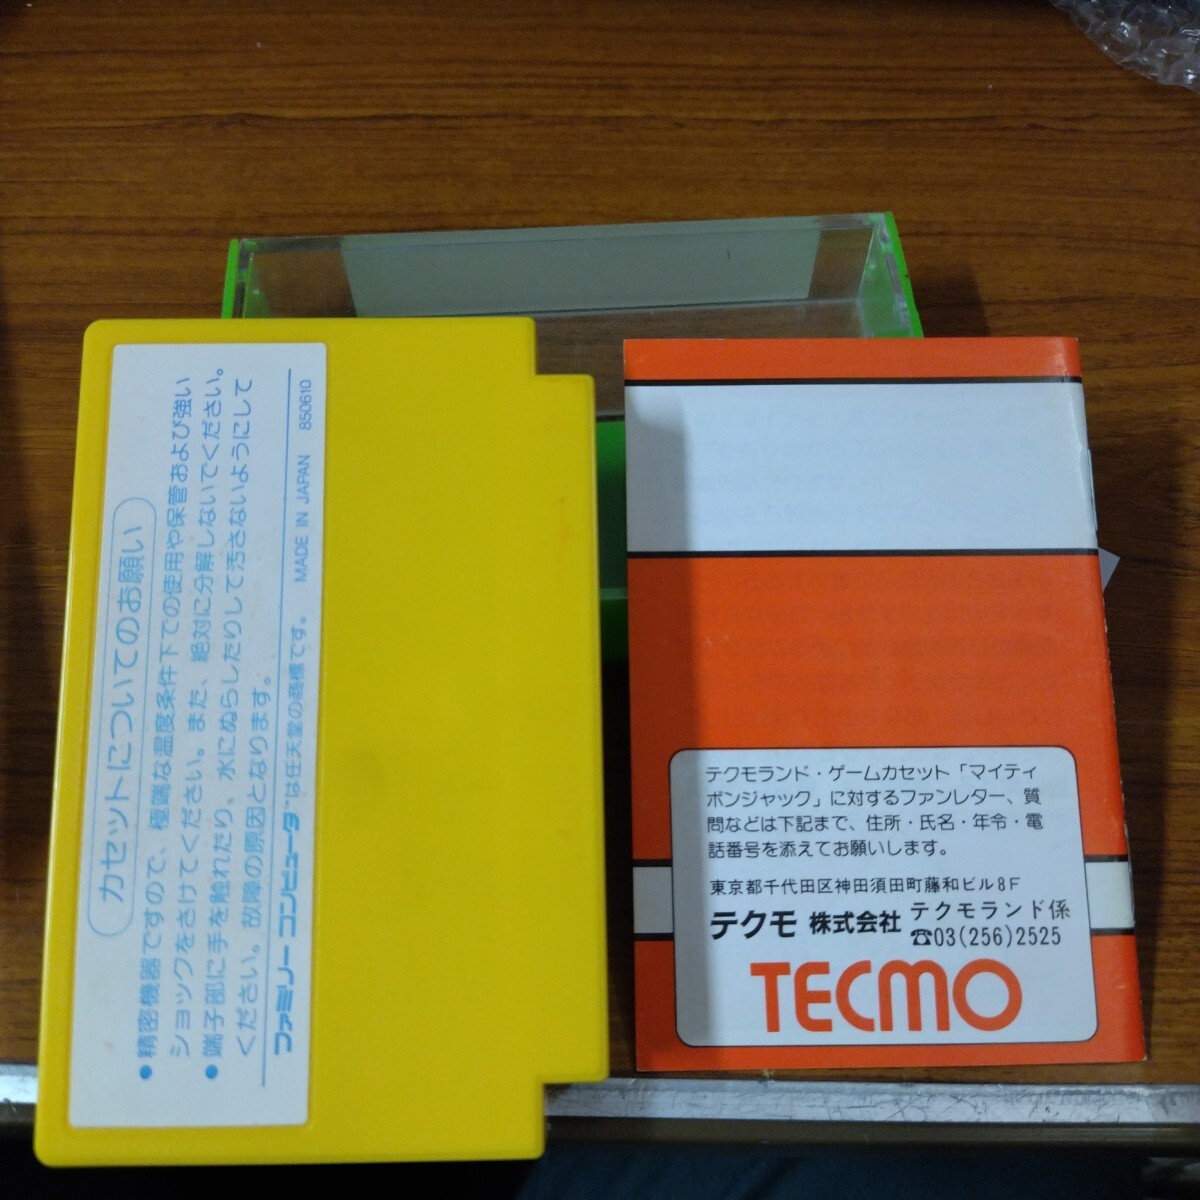 カセットについてのお願い
●精密機器ですので、極端な温度条件下での使用や保管および強い
ショックをさけてください。また、絶対に分解しないでください。
●端子部に手を触れたり、水にぬらしたりして汚さないようにして
ください。故障の原因となります。
ファミリー コンピュータ™は任天堂の商標です。 MADE IN JAPAN 850610
テクモランド・ゲームカセット「マイティ
ボンジャック」に対するファンレター、質
問などは下記まで、住所・氏名・年令・電
話番号を添えてお願いします。
東京都千代田区神田須田町藤和ビル8F
テクモ 株式会社 テクモランド係
☎03(256)2525
TECMO